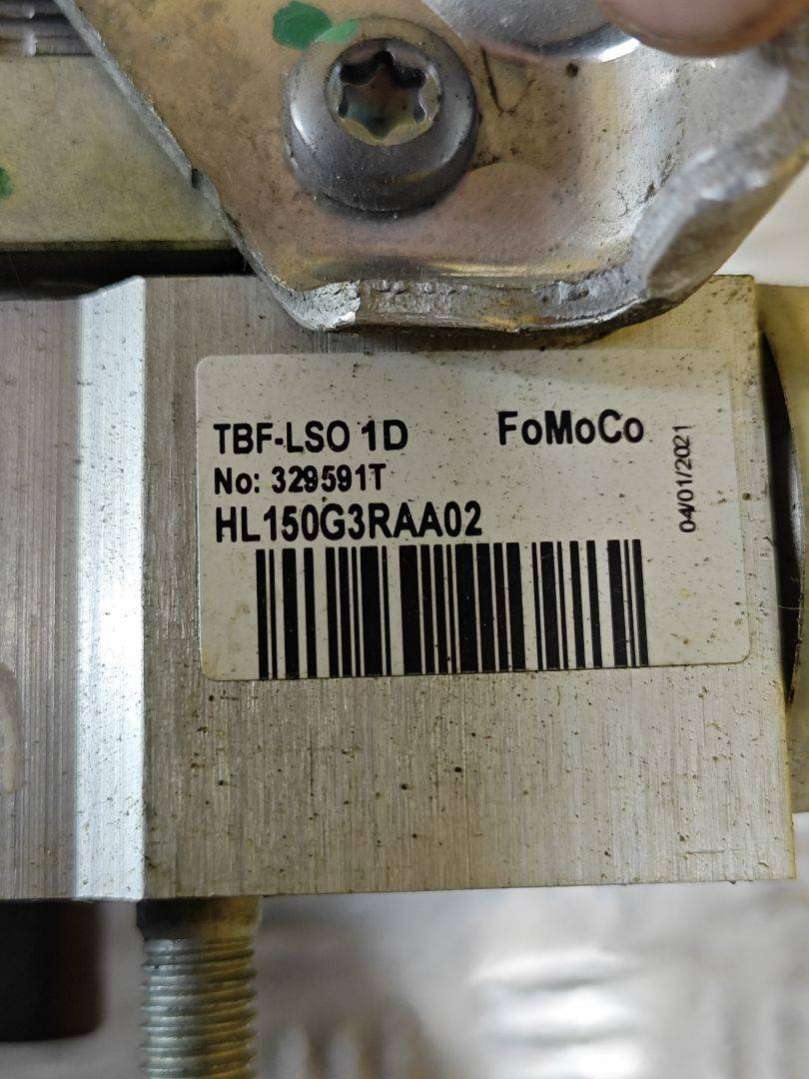 TBF-LSO 1D FoMoCo
No: 329591T
HL150G3RAA02
04/01/2021